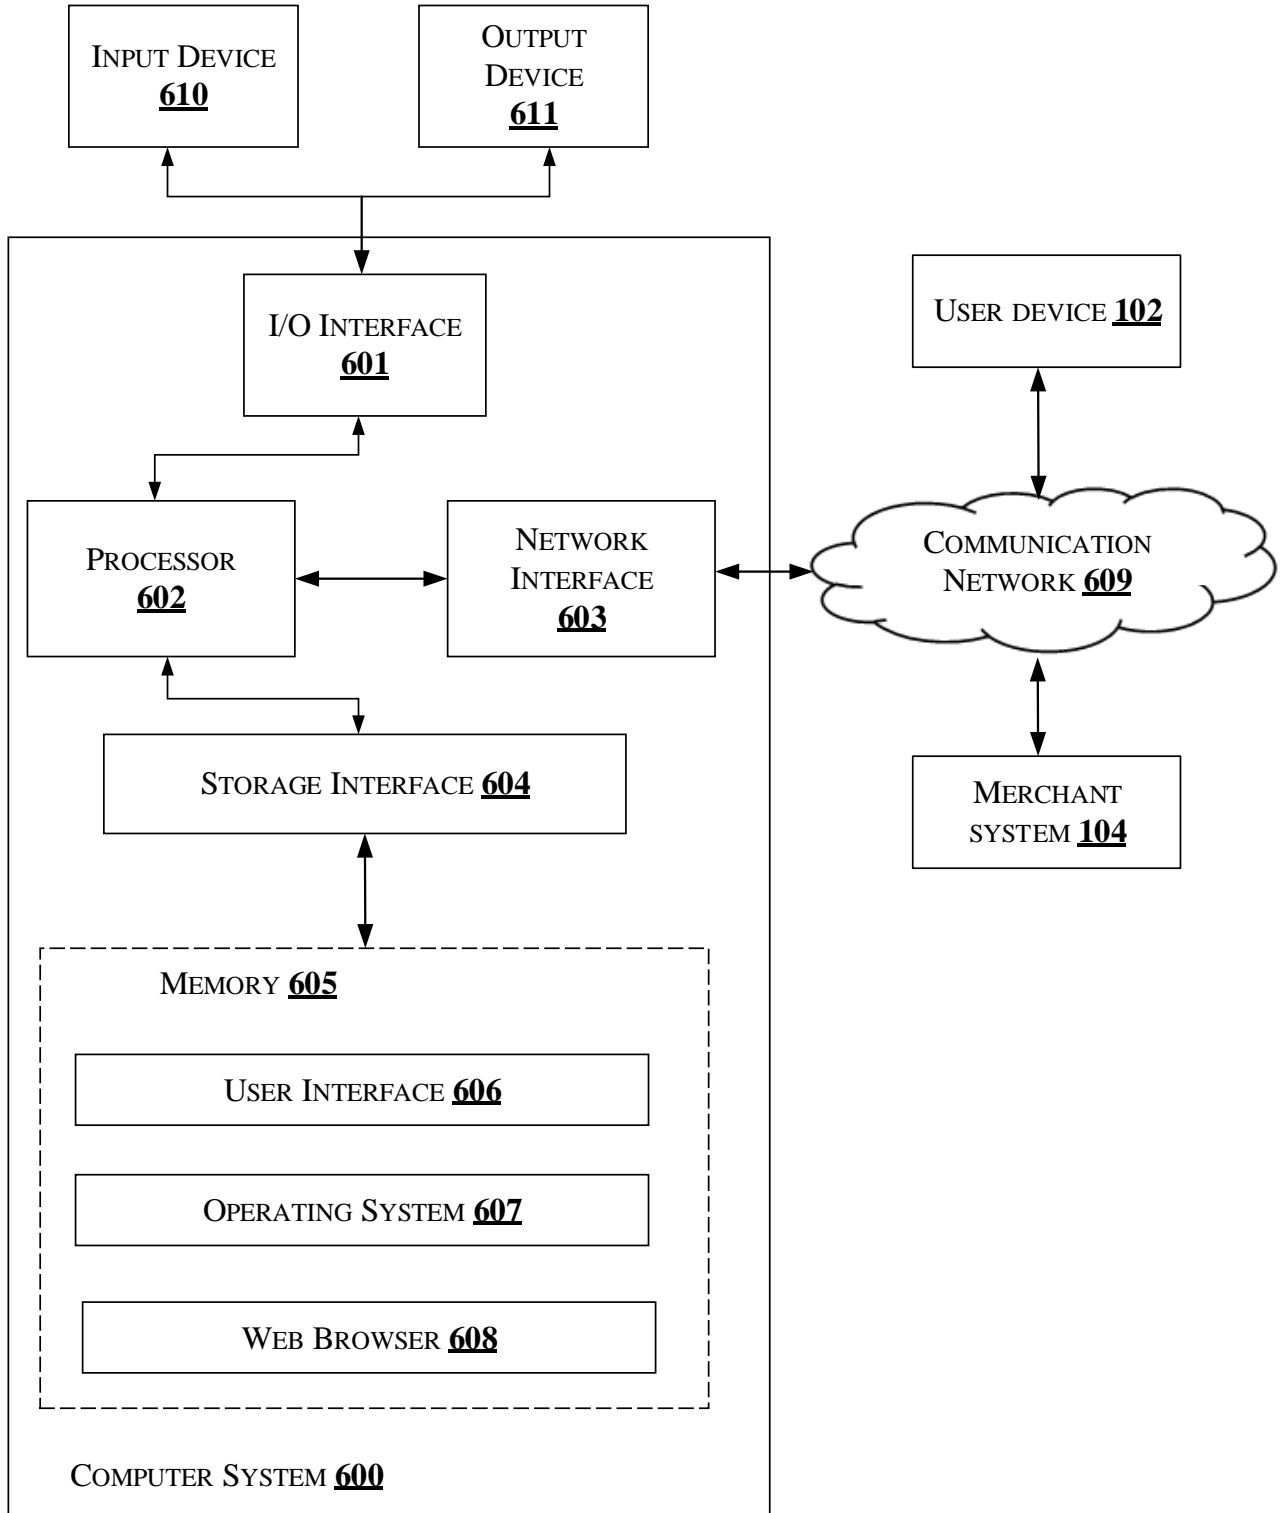 INPUT DEVICE
610
OUTPUT
DEVICE
611
I/O INTERFACE
601
USER DEVICE 102
PROCESSOR
602
NETWORK
INTERFACE
603
COMMUNICATION
NETWORK 609
STORAGE INTERFACE 604
MERCHANT
SYSTEM 104
MEMORY 605
USER INTERFACE 606
OPERATING SYSTEM 607
WEB BROWSER 608
COMPUTER SYSTEM 600